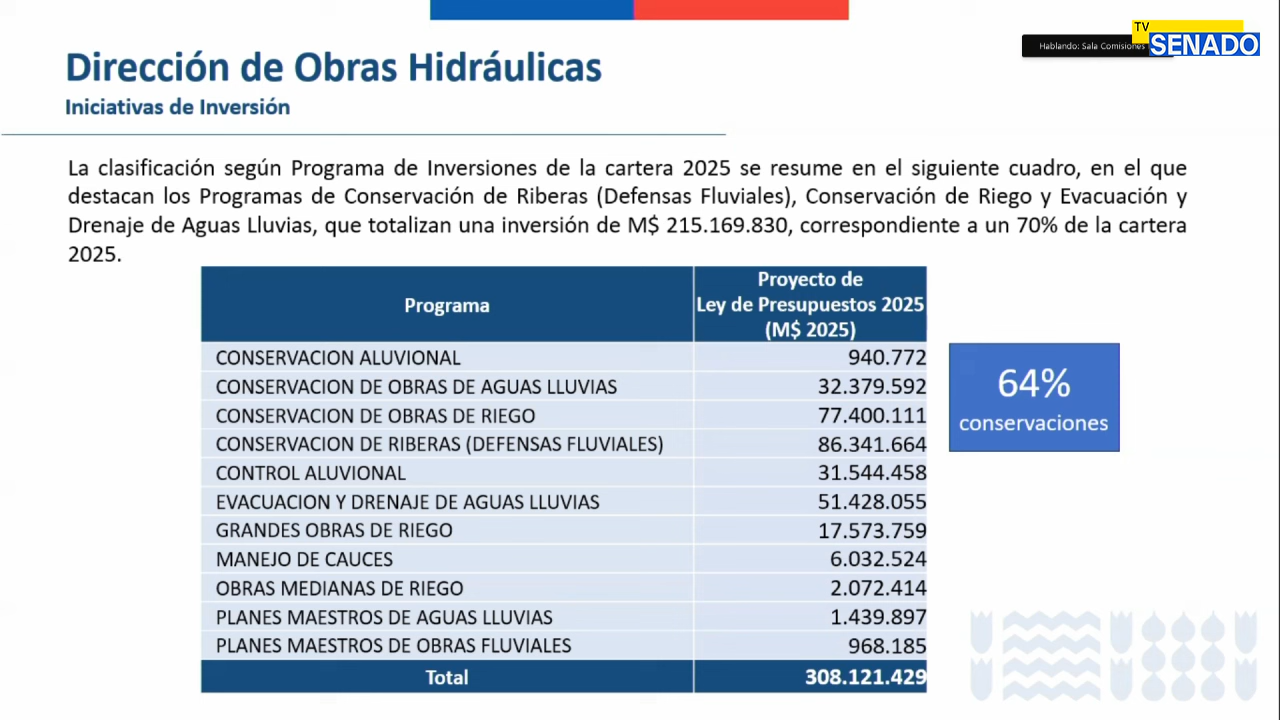 TV
SENADO
Hablando: Sala Comisiones
Dirección de Obras Hidráulicas
Iniciativas de Inversión
La clasificación según Programa de Inversiones de la cartera 2025 se resume en el siguiente cuadro, en el que
destacan los Programas de Conservación de Riberas (Defensas Fluviales), Conservación de Riego y Evacuación y
Drenaje de Aguas Lluvias, que totalizan una inversión de M$ 215.169.830, correspondiente a un 70% de la cartera
2025.
Programa
Proyecto de
Ley de Presupuestos 2025
(M$ 2025)
CONSERVACION ALUVIONAL 940.772
CONSERVACION DE OBRAS DE AGUAS LLUVIAS 32.379.592
CONSERVACION DE OBRAS DE RIEGO 77.400.111
CONSERVACION DE RIBERAS (DEFENSAS FLUVIALES) 86.341.664
CONTROL ALUVIONAL 31.544.458
EVACUACION Y DRENAJE DE AGUAS LLUVIAS 51.428.055
GRANDES OBRAS DE RIEGO 17.573.759
MANEJO DE CAUCES 6.032.524
OBRAS MEDIANAS DE RIEGO 2.072.414
PLANES MAESTROS DE AGUAS LLUVIAS 1.439.897
PLANES MAESTROS DE OBRAS FLUVIALES 968.185
Total 308.121.429
64%
conservaciones